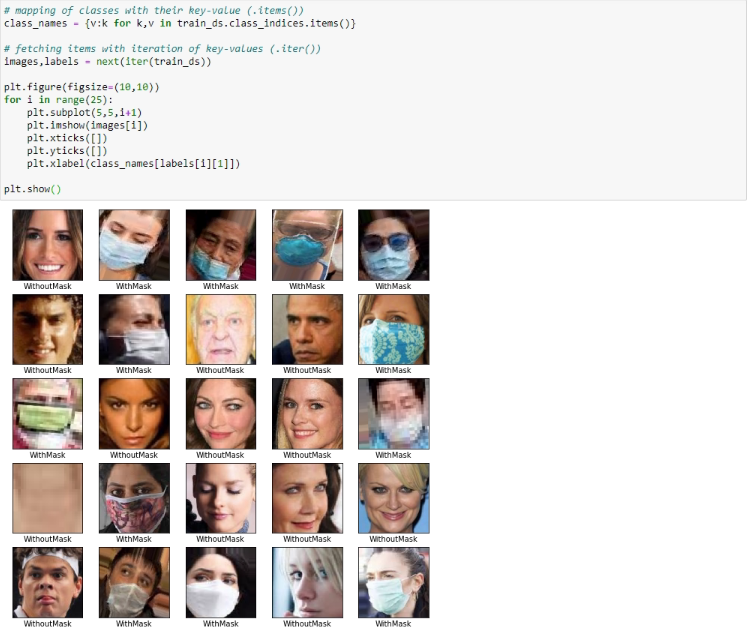 # mapping of classes with their key-value (.items())
class_names = {v:k for k,v in train_ds.class_indices.items()}
# fetching items with iteration of key-values (.iter())
images,labels = next(iter(train_ds))
plt.figure(figsize=(10,10))
for i in range(25):
    plt.subplot(5,5,i+1)
    plt.imshow(images[i])
    plt.xticks([])
    plt.yticks([])
    plt.xlabel(class_names[labels[i][1]])
plt.show()
WithoutMask WithMask WithMask WithMask WithMask
WithoutMask WithMask WithoutMask WithoutMask WithMask
WithMask WithoutMask WithoutMask WithoutMask WithMask
WithoutMask WithMask WithoutMask WithoutMask WithoutMask
WithoutMask WithMask WithMask WithoutMask WithMask